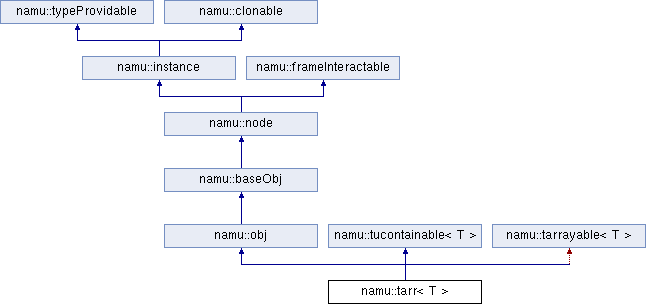 namu::typeProvidable namu::clonable
namu::instance namu::frameInteractable
namu::node
namu::baseObj
namu::obj namu::tucontainable< T > namu::tarrayable< T >
namu::tarr< T >